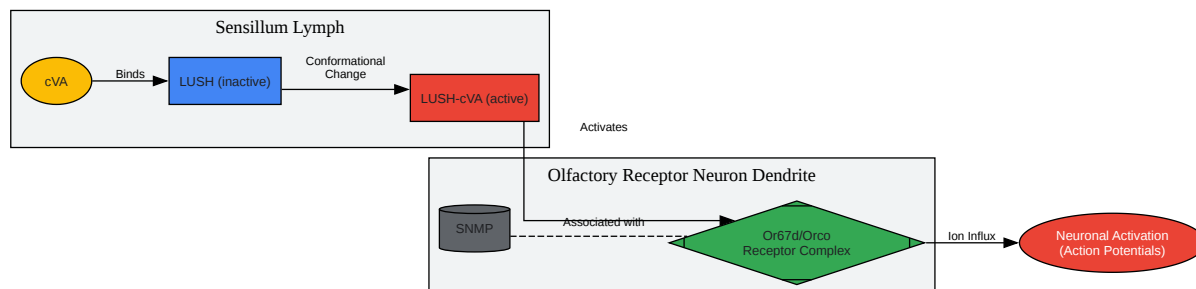 Sensillum Lymph
cVA
Binds
LUSH (inactive)
Conformational
Change
LUSH-cVA (active)
Activates
Olfactory Receptor Neuron Dendrite
SNMP
Associated with
Or67d/Orco
Receptor Complex
Ion Influx
Neuronal Activation
(Action Potentials)